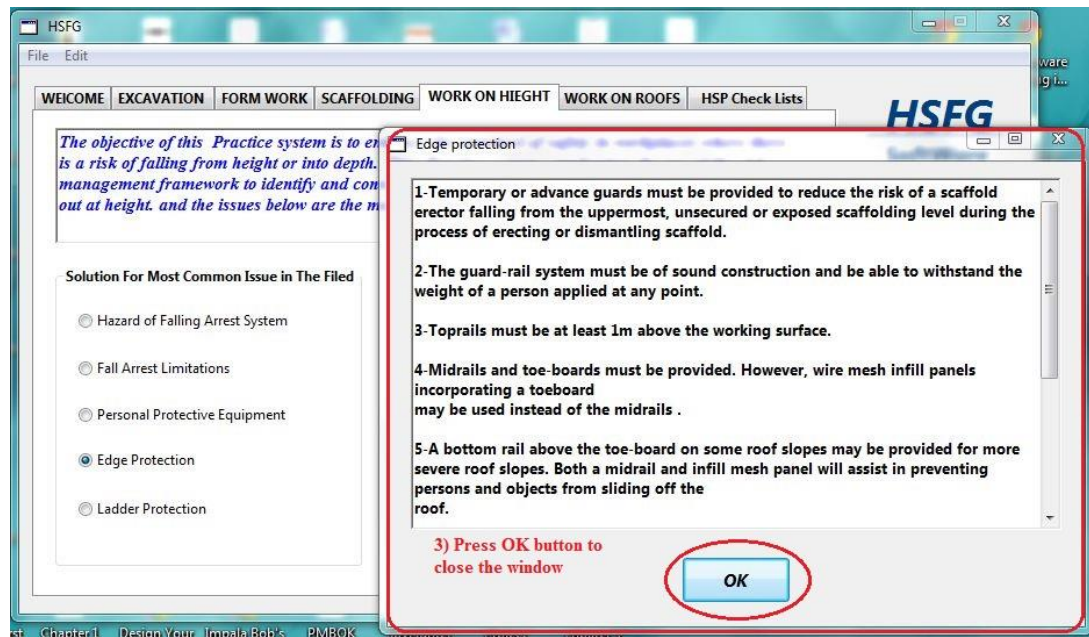 HSFG
File Edit
ware
ng i...
WElCOME EXCAVATION FORM WORK SCAFFOLDING WORK ON HIEGHT WORK ON ROOFS HSP Check Lists
HSFG
The objective of this Practice system is to en
is a risk of falling from height or into depth.
management framework to identify and con
out at height. and the issues below are the m
Solution For Most Common Issue in The Filed
Hazard of Falling Arrest System
Fall Arrest Limitations
Personal Protective Equipment
Edge Protection
Ladder Protection
Edge protection
1-Temporary or advance guards must be provided to reduce the risk of a scaffold
erector falling from the uppermost, unsecured or exposed scaffolding level during the
process of erecting or dismantling scaffold.
2-The guard-rail system must be of sound construction and be able to withstand the
weight of a person applied at any point.
3-Toprails must be at least 1m above the working surface.
4-Midrails and toe-boards must be provided. However, wire mesh infill panels
incorporating a toeboard
may be used instead of the midrails .
5-A bottom rail above the toe-board on some roof slopes may be provided for more
severe roof slopes. Both a midrail and infill mesh panel will assist in preventing
persons and objects from sliding off the
roof.
3) Press OK button to
close the window
OK
Chapter1 Design Your Impala Bob's PMBOK